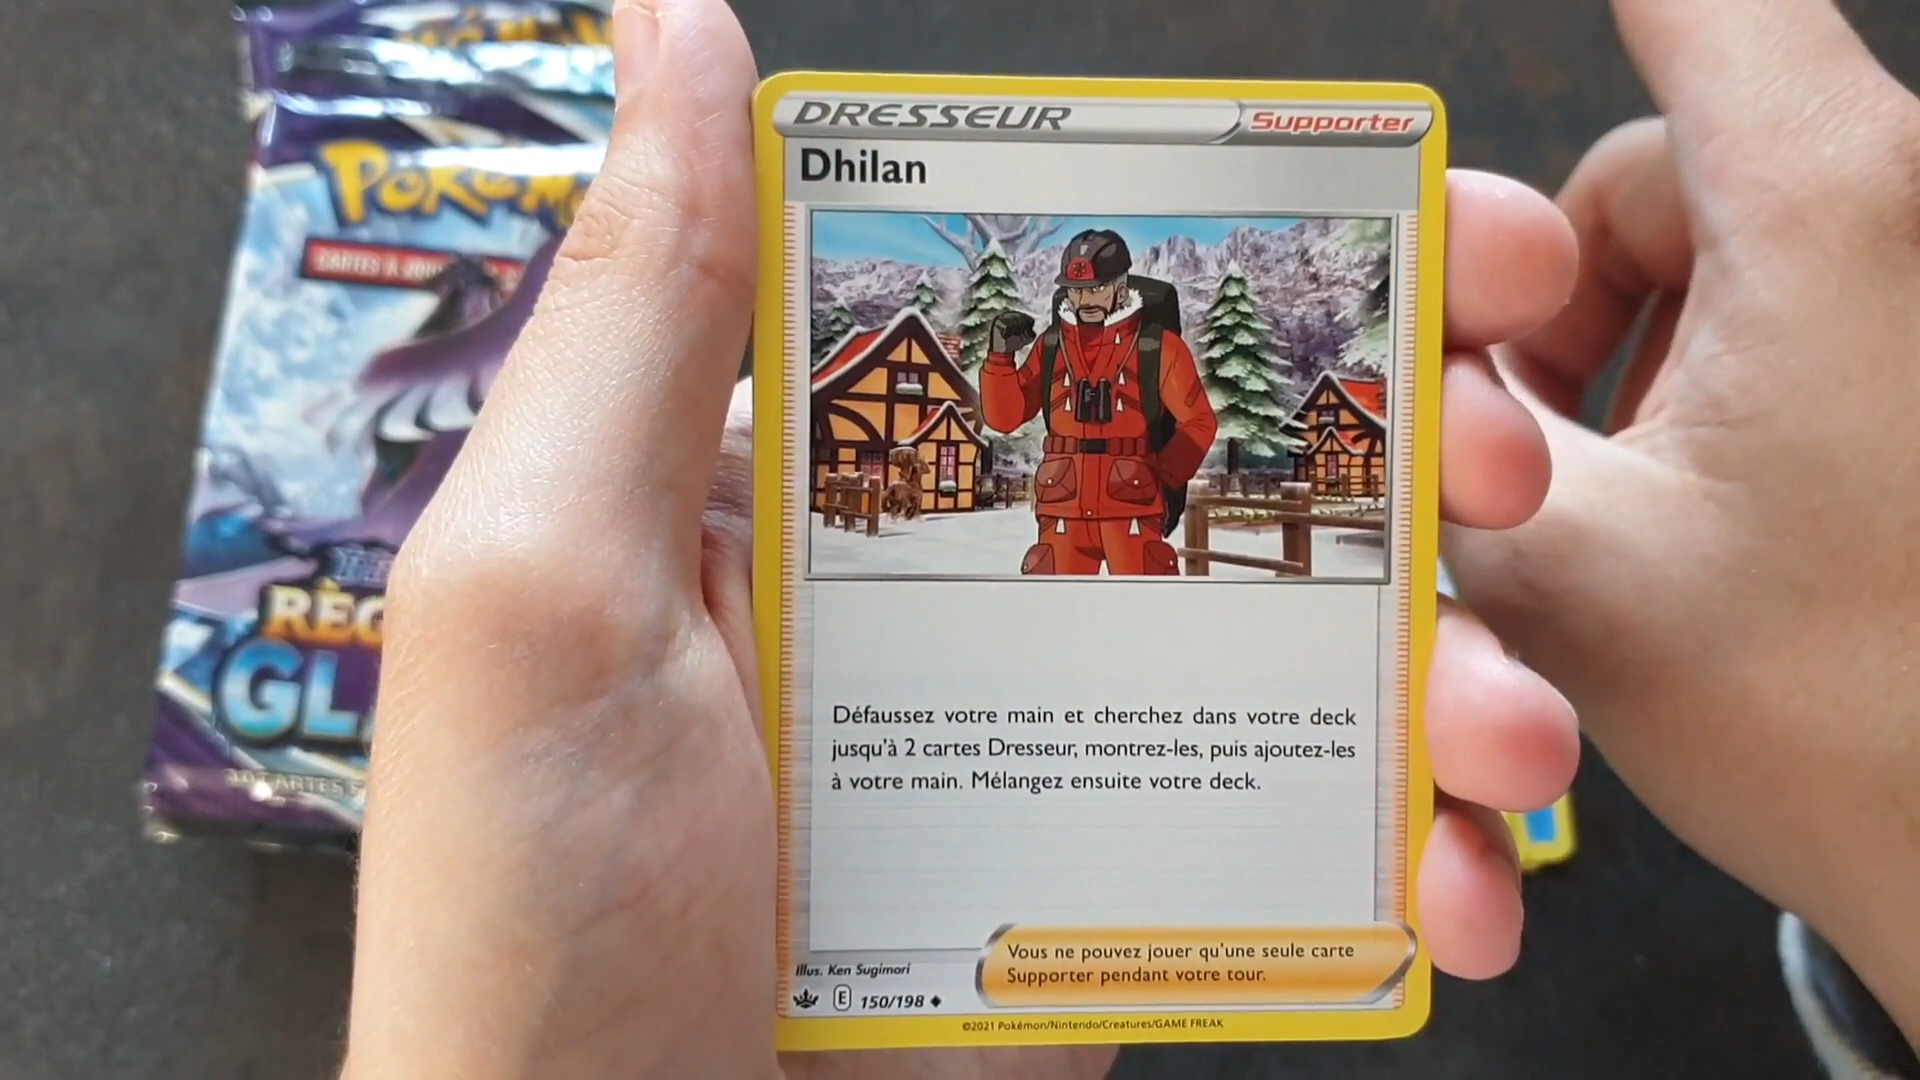 DRESSEUR
Supporter
Dhilan
Défaussez votre main et cherchez dans votre deck
jusqu'à 2 cartes Dresseur, montrez-les, puis ajoutez-les
à votre main. Mélangez ensuite votre deck.
Vous ne pouvez jouer qu'une seule carte
Supporter pendant votre tour.
Illus. Ken Sugimori
E 150/198
©2021 Pokémon/Nintendo/Creatures/GAME FREAK